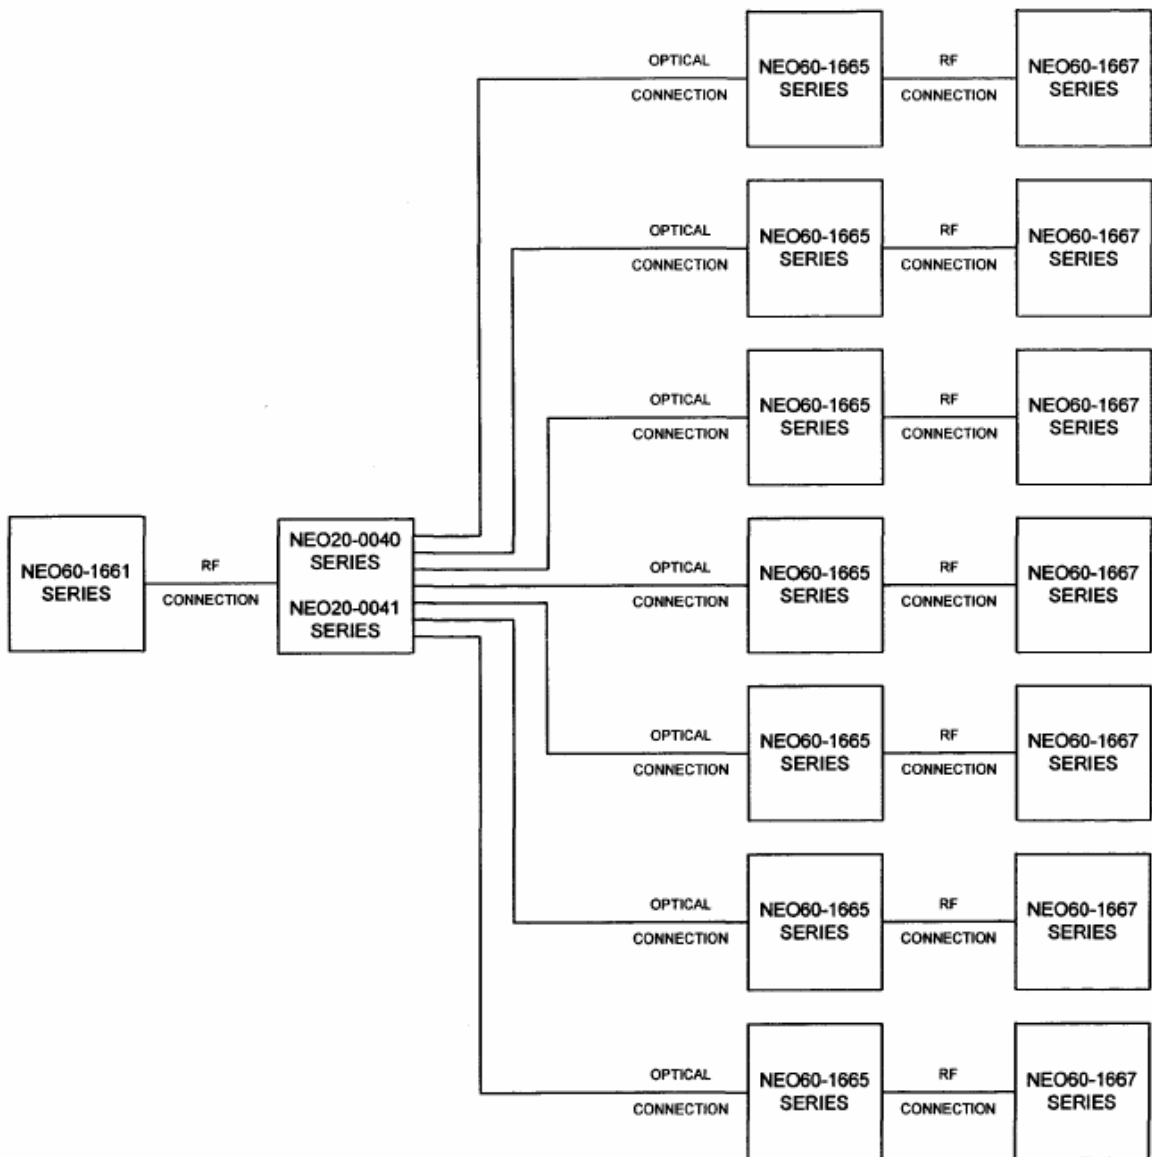 OPTICAL
CONNECTION
NEO60-1665
SERIES
RF
CONNECTION
NEO60-1667
SERIES
OPTICAL
CONNECTION
NEO60-1665
SERIES
RF
CONNECTION
NEO60-1667
SERIES
OPTICAL
CONNECTION
NEO60-1665
SERIES
RF
CONNECTION
NEO60-1667
SERIES
NEO60-1661
SERIES
RF
CONNECTION
NEO20-0040
SERIES
NEO20-0041
SERIES
OPTICAL
CONNECTION
NEO60-1665
SERIES
RF
CONNECTION
NEO60-1667
SERIES
OPTICAL
CONNECTION
NEO60-1665
SERIES
RF
CONNECTION
NEO60-1667
SERIES
OPTICAL
CONNECTION
NEO60-1665
SERIES
RF
CONNECTION
NEO60-1667
SERIES
OPTICAL
CONNECTION
NEO60-1665
SERIES
RF
CONNECTION
NEO60-1667
SERIES